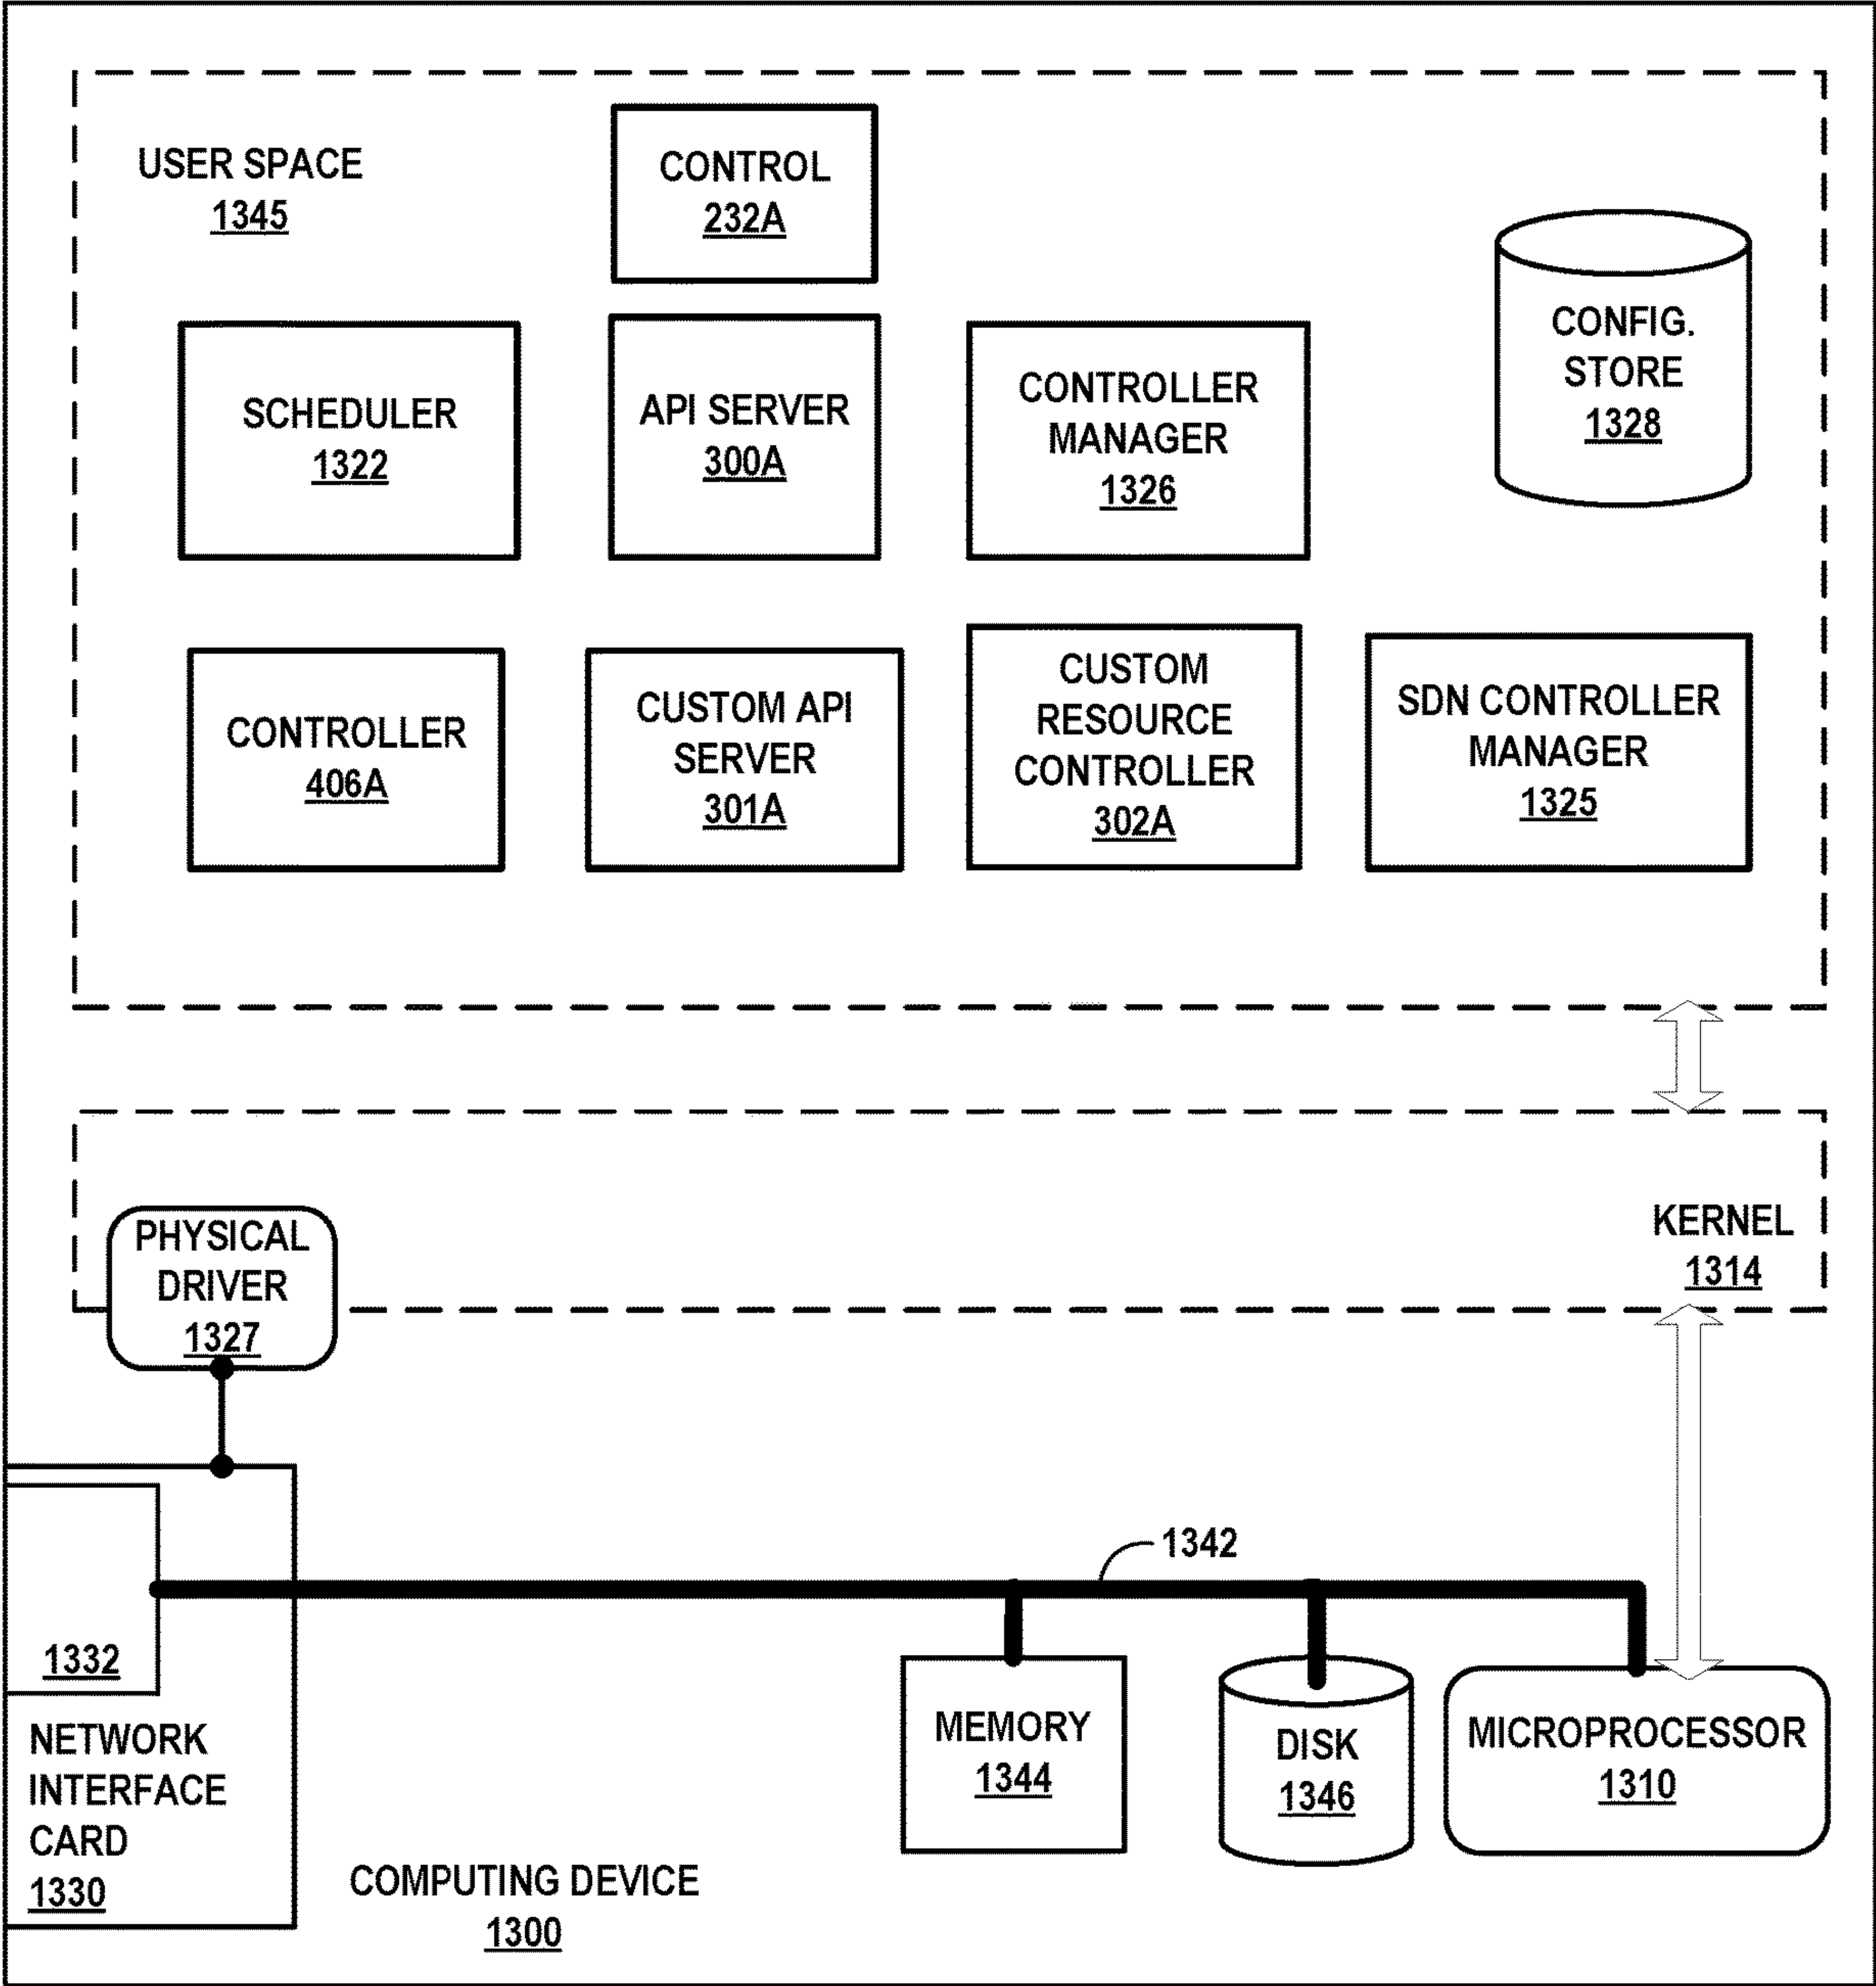 USER SPACE
1345
CONTROL
232A
CONFIG.
STORE
1328
SCHEDULER
1322
API SERVER
300A
CONTROLLER
MANAGER
1326
CONTROLLER
406A
CUSTOM API
SERVER
301A
CUSTOM
RESOURCE
CONTROLLER
302A
SDN CONTROLLER
MANAGER
1325
KERNEL
1314
PHYSICAL
DRIVER
1327
1342
1332
NETWORK
INTERFACE
CARD
1330
MEMORY
1344
DISK
1346
MICROPROCESSOR
1310
COMPUTING DEVICE
1300